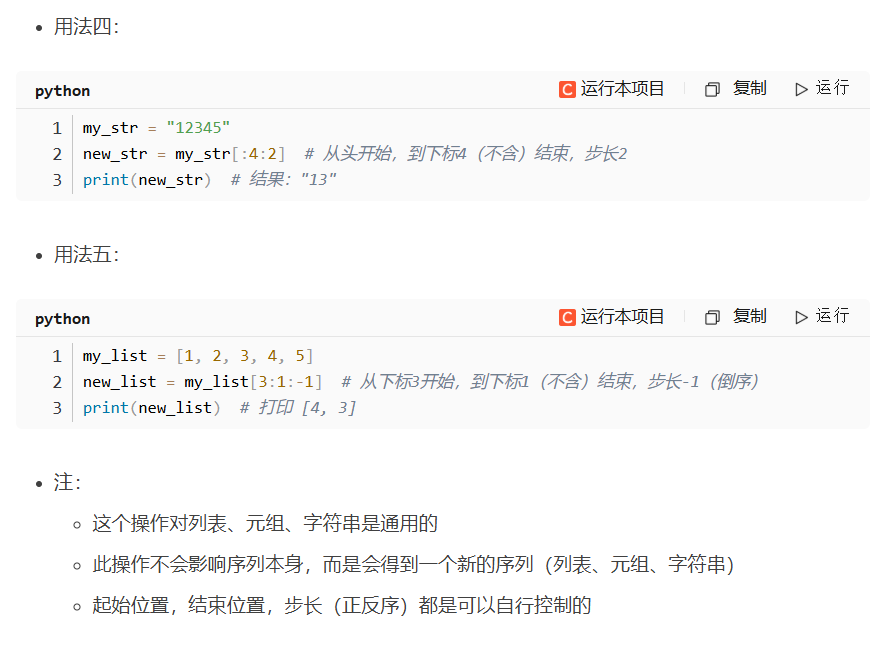 用法四：
python
C 运行本项目 复制 运行
1 my_str = "12345"
2 new_str = my_str[:4:2]  # 从头开始，到下标4（不含）结束，步长2
3 print(new_str)  # 结果："13"
用法五：
python
C 运行本项目 复制 运行
1 my_list = [1, 2, 3, 4, 5]
2 new_list = my_list[3:1:-1]  # 从下标3开始，到下标1（不含）结束，步长-1（倒序）
3 print(new_list)  # 打印 [4, 3]
注：
这个操作对列表、元组、字符串是通用的
此操作不会影响序列本身，而是会得到一个新的序列（列表、元组、字符串）
起始位置，结束位置，步长（正反序）都是可以自行控制的